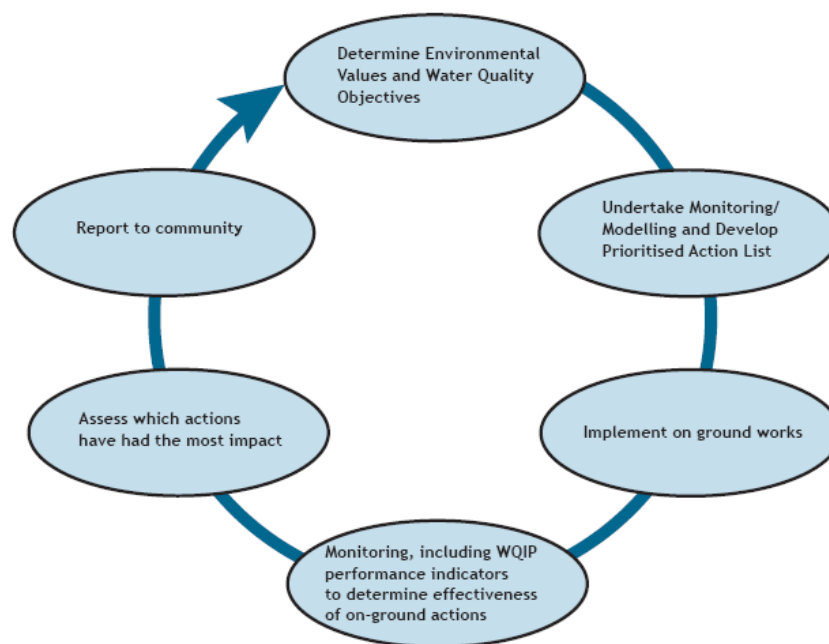 Determine Environmental
Values and Water Quality
Objectives
Undertake Monitoring/
Modelling and Develop
Prioritised Action List
Implement on ground works
Monitoring, including WQIP
performance indicators
to determine effectiveness
of on-ground actions
Assess which actions
have had the most impact
Report to community